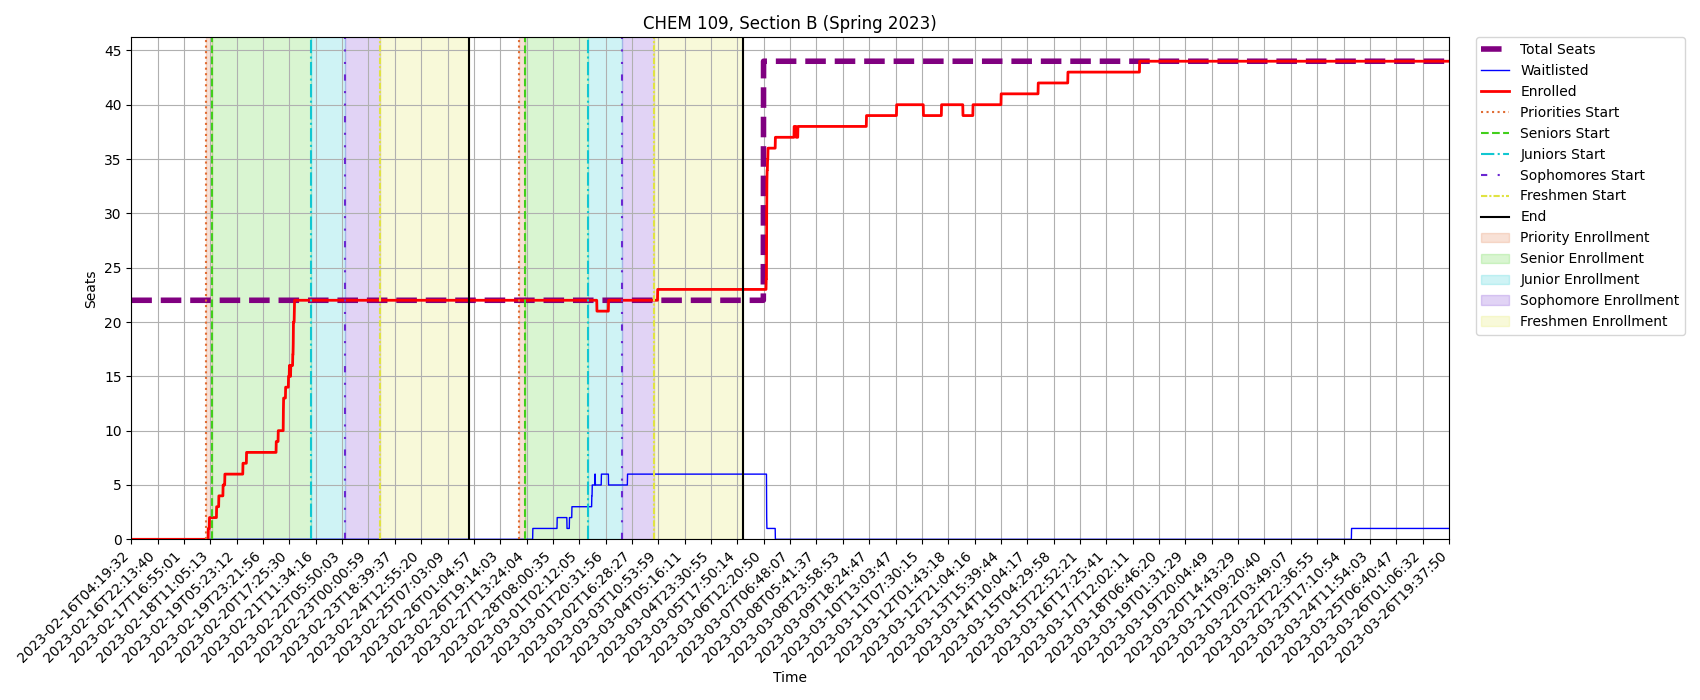 CHEM 109, Section B (Spring 2023)
45
40
35
30
25
20
15
10
5
0
Seats
2023-02-16T04:19:32
2023-02-16T22:13:40
2023-02-17T16:55:01
2023-02-18T11:05:13
2023-02-19T05:23:12
2023-02-19T23:21:56
2023-02-20T17:25:30
2023-02-21T11:34:16
2023-02-22T05:50:03
2023-02-23T00:00:59
2023-02-23T18:39:37
2023-02-24T12:55:20
2023-02-25T07:03:09
2023-02-26T01:04:57
2023-02-26T19:14:03
2023-02-27T13:24:04
2023-02-28T08:00:35
2023-03-01T02:12:05
2023-03-01T20:31:56
2023-03-02T16:28:27
2023-03-03T10:53:59
2023-03-04T05:16:11
2023-03-04T23:30:55
2023-03-05T17:50:14
2023-03-06T12:20:50
2023-03-07T06:48:07
2023-03-08T05:41:37
2023-03-08T23:58:53
2023-03-09T18:24:47
2023-03-10T13:03:47
2023-03-11T07:30:15
2023-03-12T01:43:18
2023-03-12T21:04:16
2023-03-13T15:39:44
2023-03-14T10:04:17
2023-03-15T04:29:58
2023-03-15T22:52:21
2023-03-16T17:25:41
2023-03-17T12:02:11
2023-03-18T06:46:20
2023-03-19T01:31:29
2023-03-19T20:04:49
2023-03-20T14:43:29
2023-03-21T09:20:40
2023-03-22T03:49:07
2023-03-22T22:36:55
2023-03-23T17:10:54
2023-03-24T11:54:03
2023-03-25T06:40:47
2023-03-26T01:06:32
2023-03-26T19:37:50
Time
Total Seats
Waitlisted
Enrolled
Priorities Start
Seniors Start
Juniors Start
Sophomores Start
Freshmen Start
End
Priority Enrollment
Senior Enrollment
Junior Enrollment
Sophomore Enrollment
Freshmen Enrollment